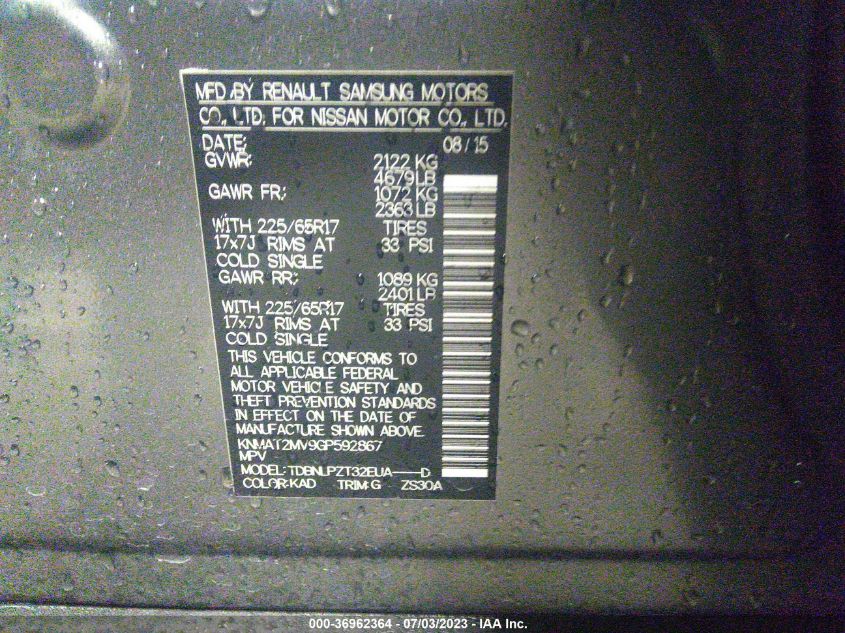 MFD BY RENAULT SAMSUNG MOTORS
CO., LTD. FOR NISSAN MOTOR CO., LTD.
DATE: 08/15
GVWR: 2122 KG
4679LB
GAWR FR: 1072 KG
2363 LB
WITH 225/65R17 TIRES
17x7J RIMS AT 33 PSI
COLD SINGLE
GAWR RR: 1089 KG
2401 LB
WITH 225/65R17 TIRES
17x7J RIMS AT 33 PSI
COLD SINGLE
THIS VEHICLE CONFORMS TO
ALL APPLICABLE FEDERAL
MOTOR VEHICLE SAFETY AND
THEFT PREVENTION STANDARDS
IN EFFECT ON THE DATE OF
MANUFACTURE SHOWN ABOVE.
KNMAT2MV9GP592867
MPV
MODEL: TDBNLPZT32EUA----D
COLOR: KAD TRIM: G ZS30A
000-36962364 - 07/03/2023 - IAA Inc.